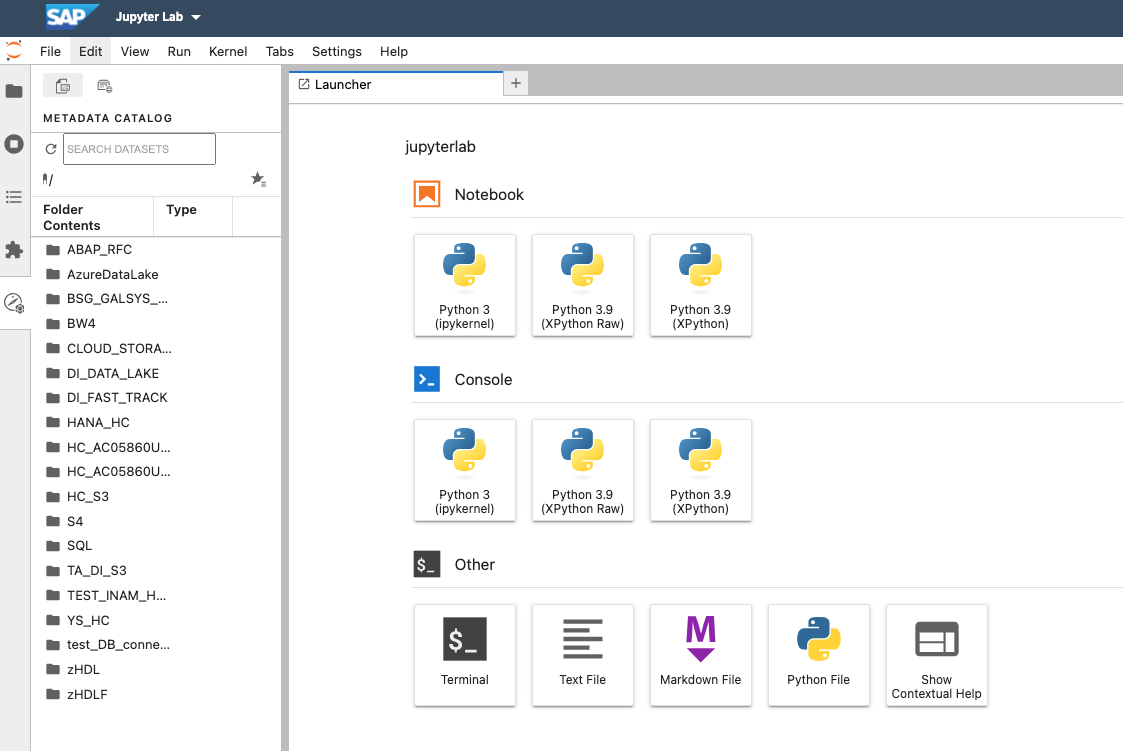 SAP Jupyter Lab
File Edit View Run Kernel Tabs Settings Help
Launcher
METADATA CATALOG
SEARCH DATASETS
/
Folder Contents Type
ABAP_RFC
AzureDataLake
BSG_GALSYS_...
BW4
CLOUD_STORA...
DI_DATA_LAKE
DI_FAST_TRACK
HANA_HC
HC_AC05860U...
HC_AC05860U...
HC_S3
S4
SQL
TA_DI_S3
TEST_INAM_H...
YS_HC
test_DB_conne...
zHDL
zHDLF
jupyterlab
Notebook
Python 3
(ipykernel)
Python 3.9
(XPython Raw)
Python 3.9
(XPython)
Console
Python 3
(ipykernel)
Python 3.9
(XPython Raw)
Python 3.9
(XPython)
$_ Other
$_
Terminal
Text File
M
Markdown File
Python File
Show
Contextual Help